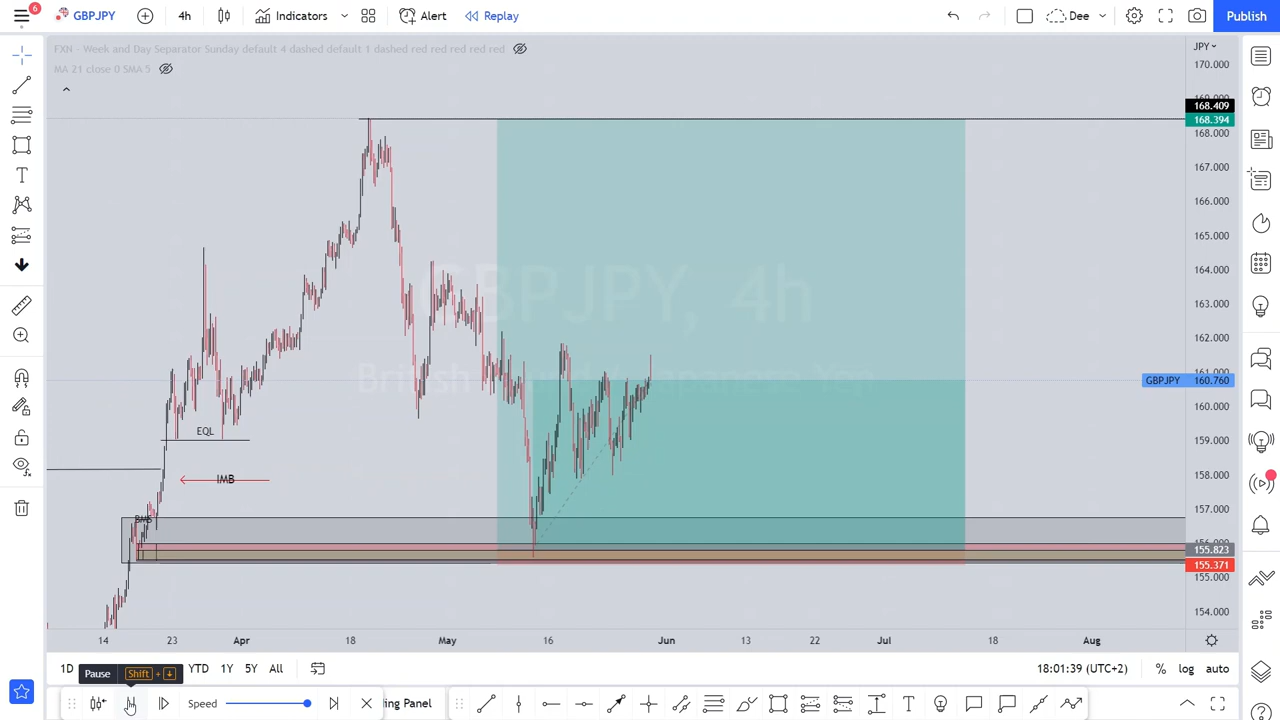 6
GBPJPY
4h
Indicators
Alert
Replay
Dee
Publish
FXN - Week and Day Separator Sunday default 4 dashed default 1 dashed red red red red red
MA 21 close 0 SMA 5
JPY
170.000
168.409
168.394
168.000
167.000
166.000
165.000
164.000
163.000
162.000
161.000
GBPJPY 160.760
160.000
159.000
158.000
157.000
155.823
155.371
155.000
154.000
GBPJPY, 4h
British Pound / Japanese Yen
EQL
IMB
BMS
14 23 Apr 18 May 16 Jun 13 22 Jul 18 Aug
1D
YTD 1Y 5Y All
18:01:39 (UTC+2)
% log auto
Pause Shift +
Speed
ing Panel